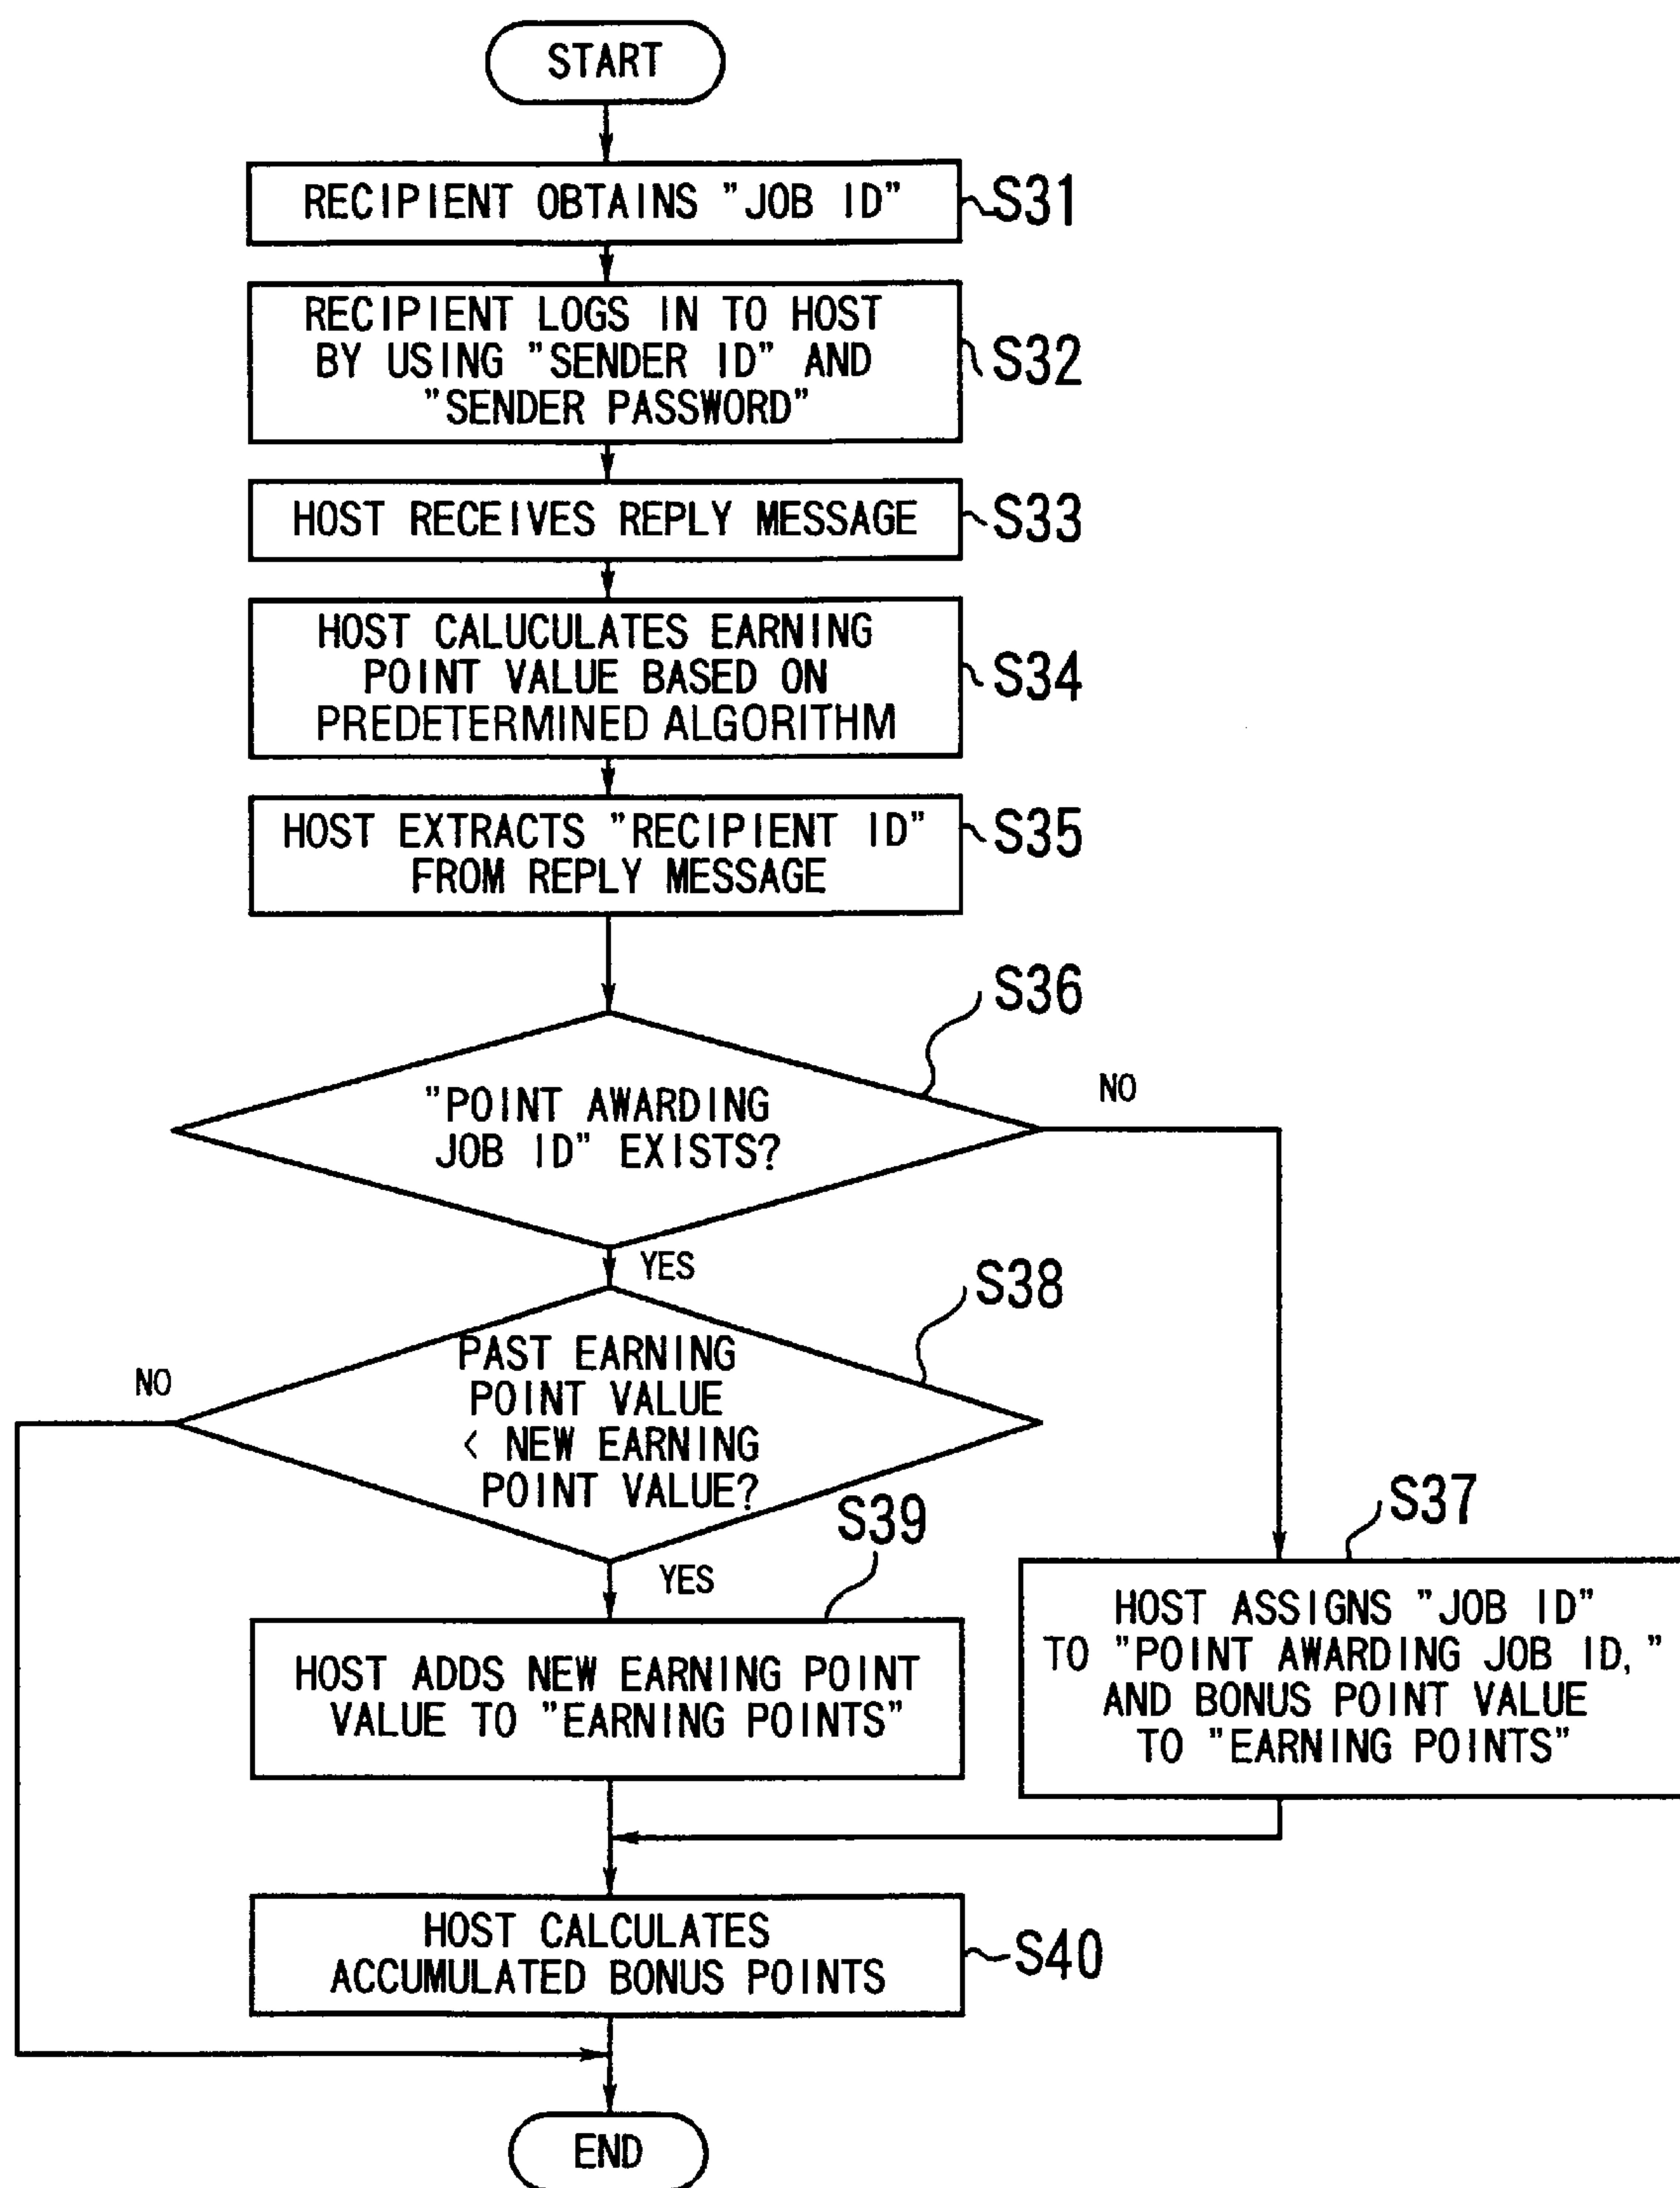 START
RECIPIENT OBTAINS "JOB ID"
S31
RECIPIENT LOGS IN TO HOST
BY USING "SENDER ID" AND
"SENDER PASSWORD"
S32
HOST RECEIVES REPLY MESSAGE
S33
HOST CALUCULATES EARNING
POINT VALUE BASED ON
PREDETERMINED ALGORITHM
S34
HOST EXTRACTS "RECIPIENT ID"
FROM REPLY MESSAGE
S35
S36
"POINT AWARDING
JOB ID" EXISTS?
NO
YES
S38
PAST EARNING
POINT VALUE
< NEW EARNING
POINT VALUE?
NO
YES
S39
HOST ADDS NEW EARNING POINT
VALUE TO "EARNING POINTS"
S37
HOST ASSIGNS "JOB ID"
TO "POINT AWARDING JOB ID,"
AND BONUS POINT VALUE
TO "EARNING POINTS"
HOST CALCULATES
ACCUMULATED BONUS POINTS
S40
END